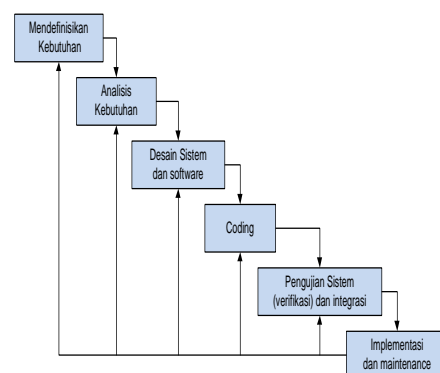 Mendefinisikan
Kebutuhan
Analisis
Kebutuhan
Desain Sistem
dan software
Coding
Pengujian Sistem
(verifikasi) dan integrasi
Implementasi
dan maintenance